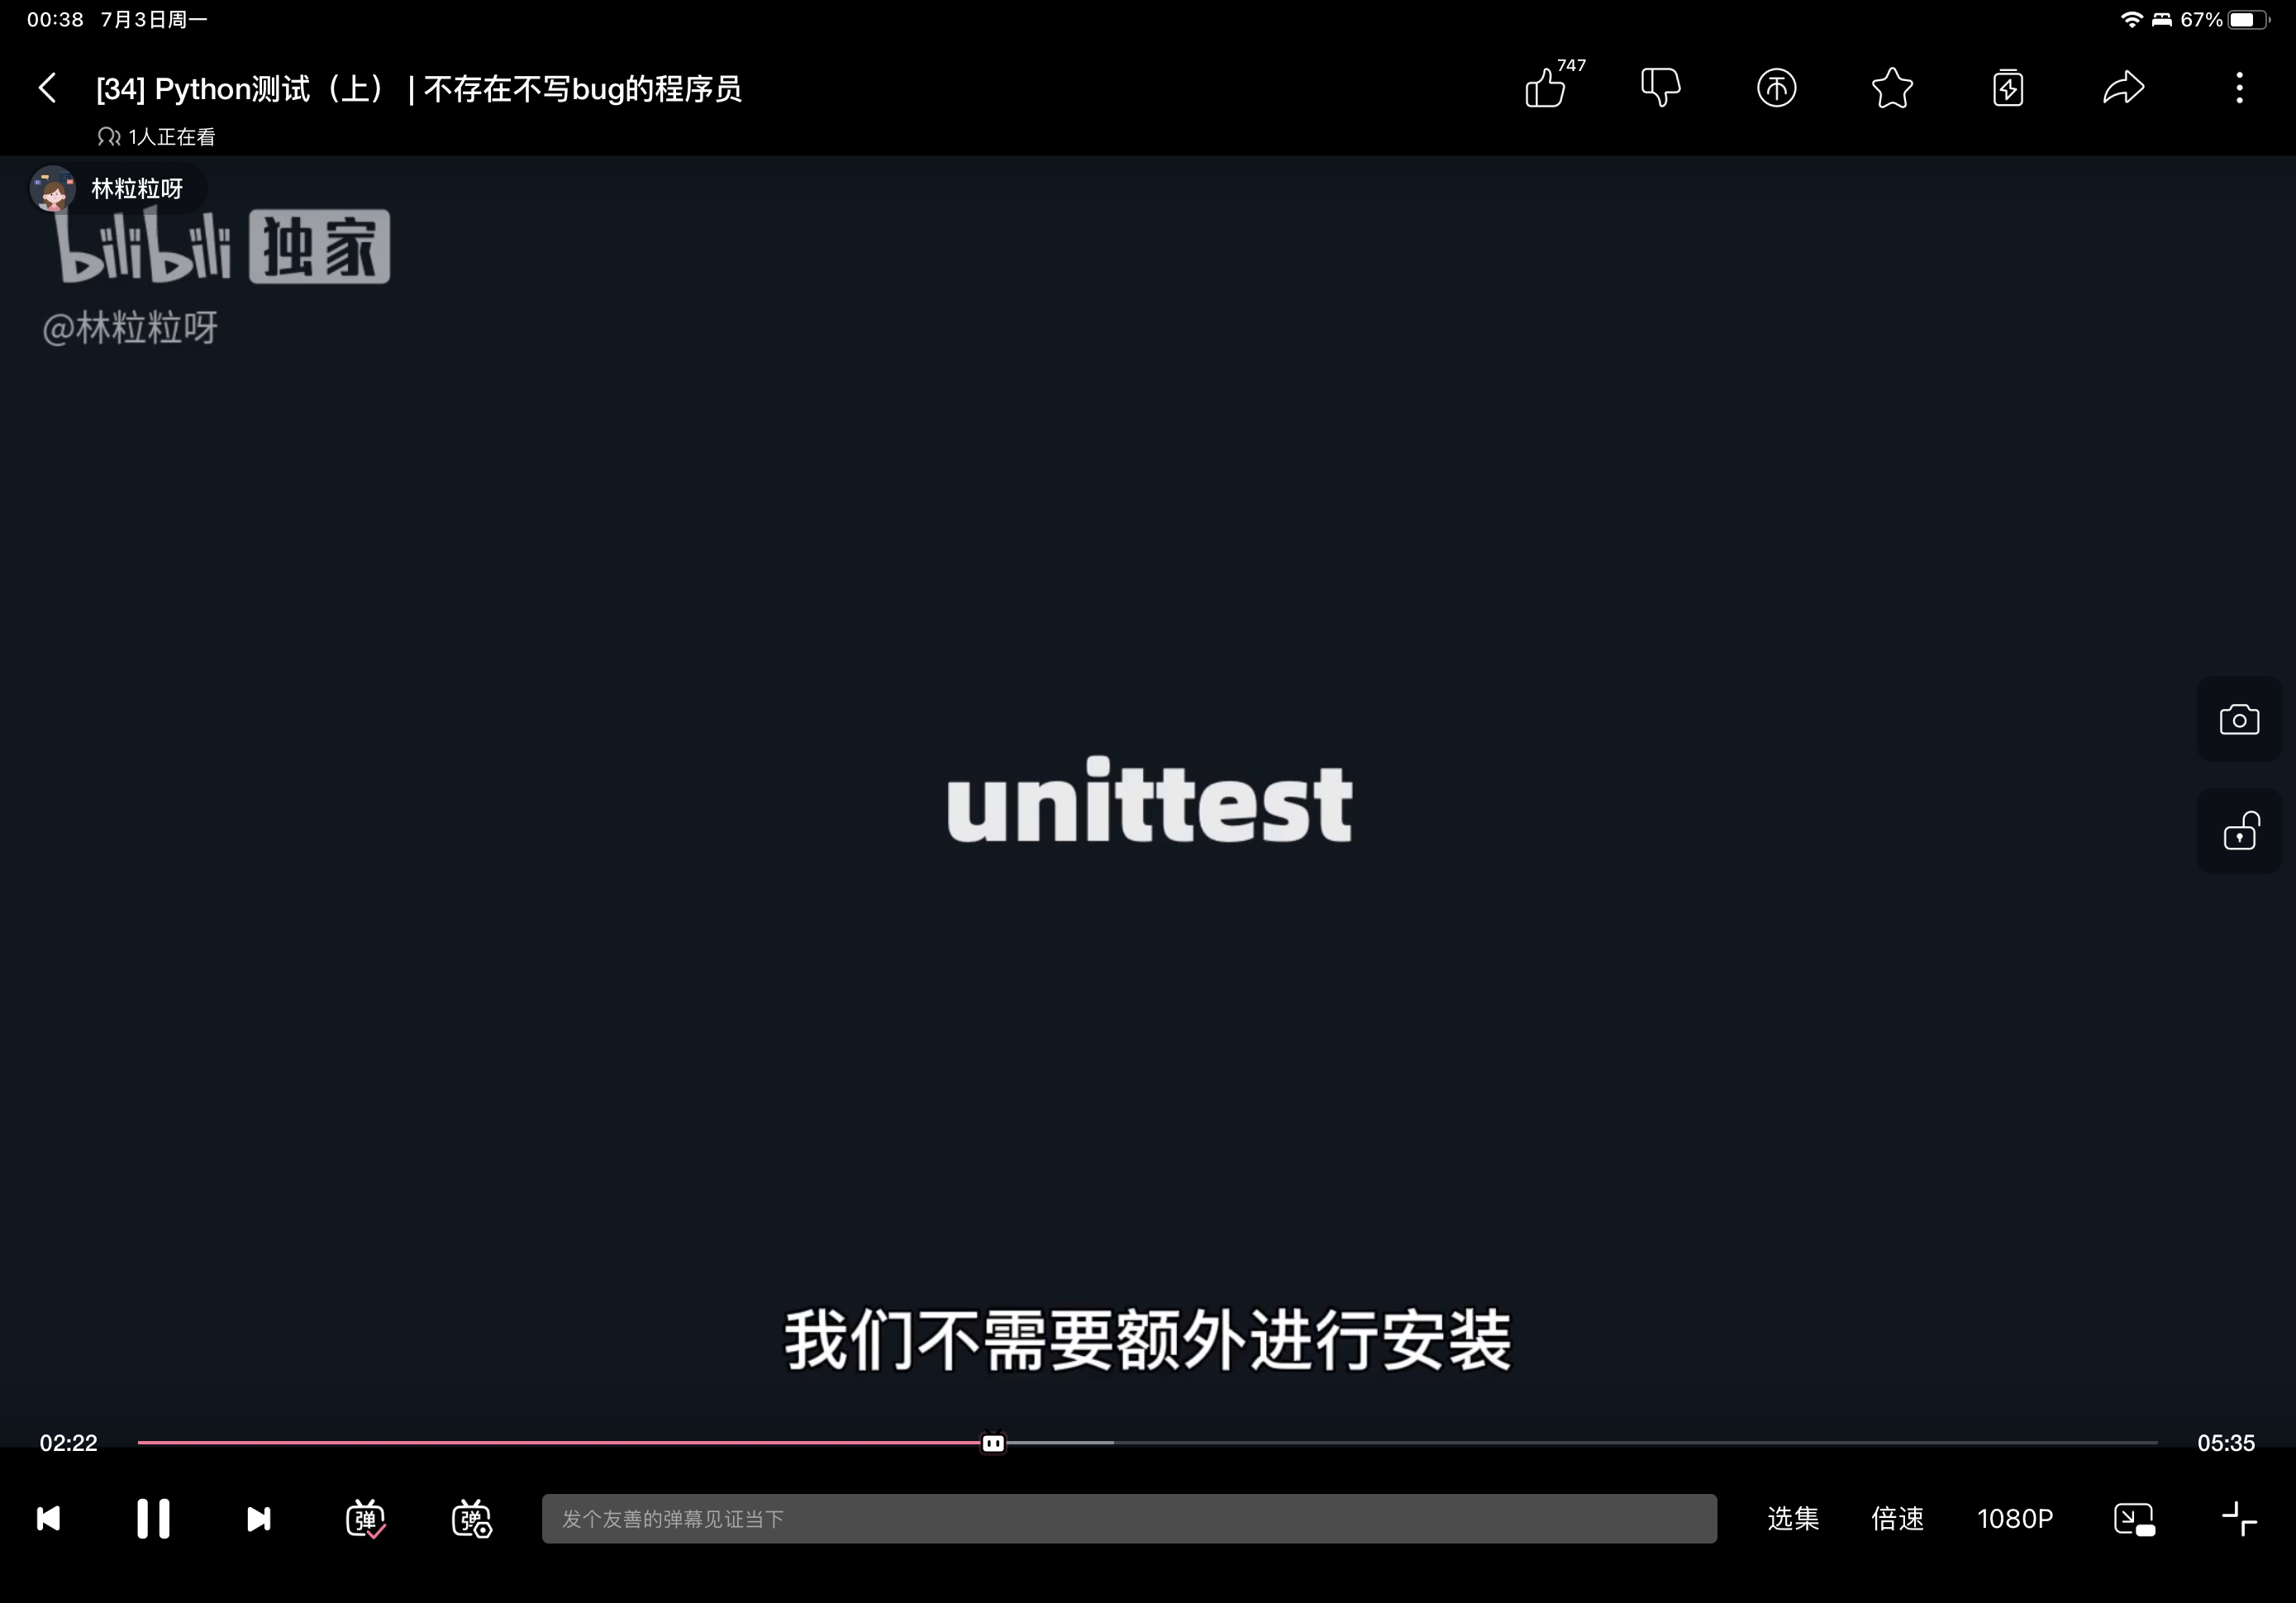 00:38 7月3日周一
67%
[34] Python测试（上）｜不存在不写bug的程序员
747
1人正在看
林粒粒呀
bilibili 独家
@林粒粒呀
unittest
我们不需要额外进行安装
02:22
05:35
弹 弹 发个友善的弹幕见证当下 选集 倍速 1080P